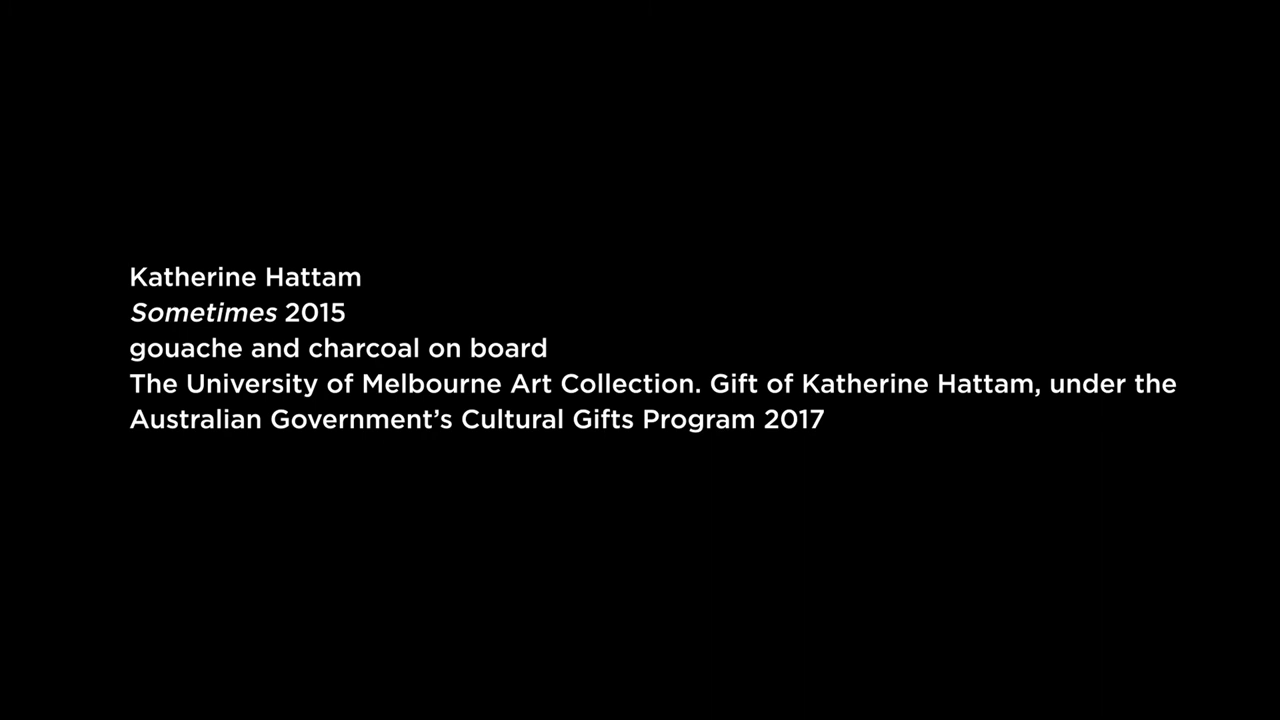 Katherine Hattam
Sometimes 2015
gouache and charcoal on board
The University of Melbourne Art Collection. Gift of Katherine Hattam, under the
Australian Government’s Cultural Gifts Program 2017